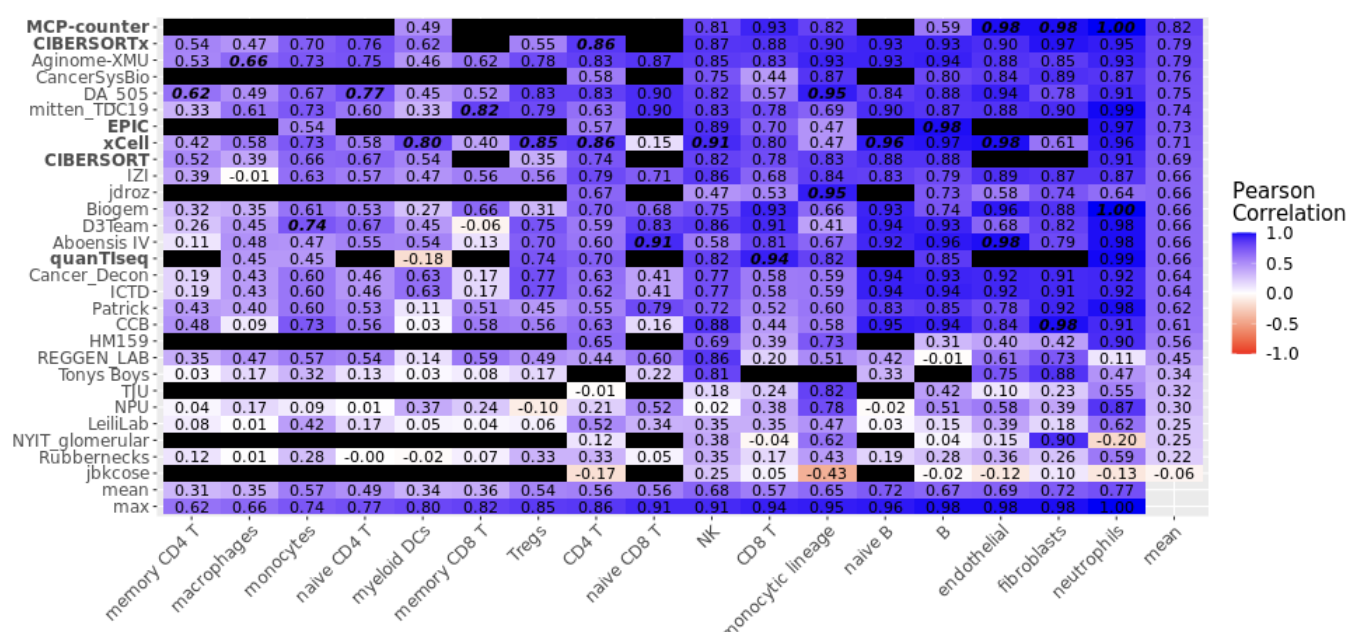 MCP-counter 0.49 0.81 0.93 0.82 0.59 0.98 0.98 1.00 0.82
CIBERSORTx 0.54 0.47 0.70 0.76 0.62 0.55 0.86 0.87 0.88 0.90 0.93 0.93 0.90 0.97 0.95 0.79
Aginome-XMU 0.53 0.66 0.73 0.75 0.46 0.62 0.78 0.83 0.87 0.85 0.83 0.93 0.93 0.94 0.88 0.85 0.93 0.79
CancerSysBio 0.58 0.75 0.44 0.87 0.80 0.84 0.89 0.87 0.76
DA_505 0.62 0.49 0.67 0.77 0.45 0.52 0.83 0.83 0.90 0.82 0.57 0.95 0.84 0.88 0.94 0.78 0.91 0.75
mitten_TDC19 0.33 0.61 0.73 0.60 0.33 0.82 0.79 0.63 0.90 0.83 0.78 0.69 0.90 0.87 0.88 0.90 0.99 0.74
EPIC 0.54 0.57 0.89 0.70 0.47 0.98 0.97 0.73
xCell 0.42 0.58 0.73 0.58 0.80 0.40 0.85 0.86 0.15 0.91 0.80 0.47 0.96 0.97 0.98 0.61 0.96 0.71
CIBERSORT 0.52 0.39 0.66 0.67 0.54 0.35 0.74 0.82 0.78 0.83 0.88 0.88 0.91 0.69
IZI 0.39 -0.01 0.63 0.57 0.47 0.56 0.56 0.79 0.71 0.86 0.68 0.84 0.83 0.79 0.89 0.87 0.87 0.66
jdroz 0.67 0.47 0.53 0.95 0.73 0.58 0.74 0.64 0.66
Biogem 0.32 0.35 0.61 0.53 0.27 0.66 0.31 0.70 0.68 0.75 0.93 0.66 0.93 0.74 0.96 0.88 1.00 0.66
D3Team 0.26 0.45 0.74 0.67 0.45 -0.06 0.75 0.59 0.83 0.86 0.91 0.41 0.94 0.93 0.68 0.82 0.98 0.66
Aboensis IV 0.11 0.48 0.47 0.55 0.54 0.13 0.70 0.60 0.91 0.58 0.81 0.67 0.92 0.96 0.98 0.79 0.98 0.66
quanTIseq 0.45 0.45 -0.18 0.74 0.70 0.82 0.94 0.82 0.85 0.99 0.66
Cancer_Decon 0.19 0.43 0.60 0.46 0.63 0.17 0.77 0.63 0.41 0.77 0.58 0.59 0.94 0.93 0.92 0.91 0.92 0.64
ICTD 0.19 0.43 0.60 0.46 0.63 0.17 0.77 0.62 0.41 0.77 0.58 0.59 0.94 0.94 0.92 0.91 0.92 0.64
Patrick 0.43 0.40 0.60 0.53 0.11 0.51 0.45 0.55 0.79 0.72 0.56 0.60 0.83 0.85 0.78 0.92 0.98 0.62
CCB 0.48 0.09 0.73 0.56 0.03 0.58 0.56 0.63 0.16 0.88 0.44 0.58 0.95 0.94 0.84 0.98 0.91 0.61
HM159 0.65 0.69 0.39 0.73 0.31 0.40 0.42 0.90 0.56
REGGEN_LAB 0.35 0.47 0.57 0.54 0.14 0.59 0.49 0.44 0.60 0.86 0.20 0.51 0.42 -0.01 0.61 0.73 0.11 0.45
Tonys Boys 0.03 0.17 0.32 0.13 0.03 0.08 0.17 0.22 0.81 0.33 0.75 0.88 0.47 0.34
TJU -0.01 0.18 0.24 0.82 0.42 0.10 0.23 0.55 0.32
NPU 0.04 0.17 0.09 0.01 0.37 0.24 -0.10 0.21 0.52 0.02 0.38 0.78 -0.02 0.51 0.58 0.39 0.87 0.30
LeiliLab 0.08 0.01 0.42 0.17 0.05 0.04 0.06 0.52 0.34 0.35 0.35 0.47 0.03 0.15 0.39 0.18 0.62 0.25
NYIT_glomerular 0.12 0.38 -0.04 0.62 0.04 0.15 0.90 -0.20 0.25
Rubbernecks 0.12 0.01 0.28 -0.00 -0.02 0.07 0.33 0.33 0.05 0.35 0.17 0.43 0.19 0.28 0.36 0.26 0.59 0.22
jbkcose -0.17 0.25 0.05 -0.43 -0.02 -0.12 0.10 -0.13 -0.06
mean 0.31 0.35 0.57 0.49 0.34 0.36 0.54 0.56 0.56 0.68 0.57 0.65 0.72 0.67 0.69 0.72 0.77
max 0.62 0.66 0.74 0.77 0.80 0.82 0.85 0.86 0.91 0.91 0.94 0.95 0.96 0.98 0.98 0.98 1.00
memory CD4 T macrophages monocytes naive CD4 T myeloid DCs memory CD8 T Tregs CD4 T naive CD8 T NK CD8 T monocytic lineage naive B B endothelial fibroblasts neutrophils mean
Pearson
Correlation
1.0
0.5
0.0
-0.5
-1.0